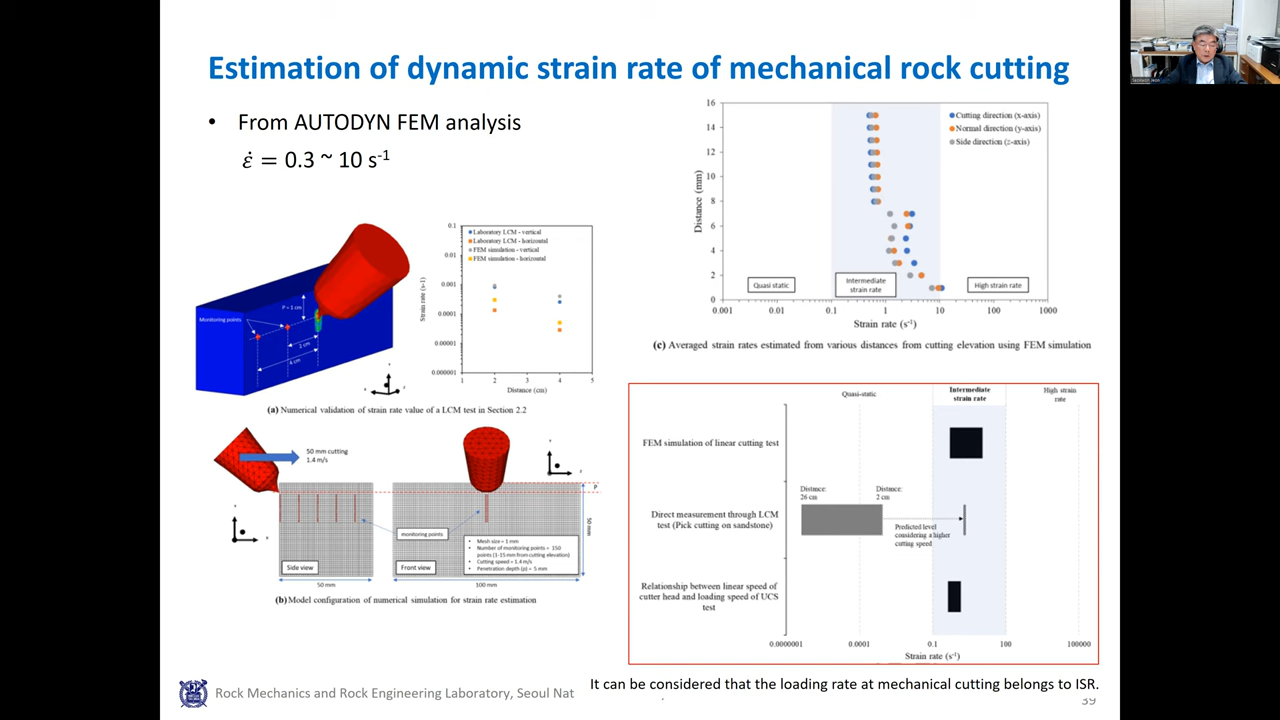 Estimation of dynamic strain rate of mechanical rock cutting
• From AUTODYN FEM analysis
ε̇ = 0.3 ~ 10 s-1
P = 1 cm
Monitoring points
2 cm
4 cm
Strain rate (s-1)
0.1
0.01
0.001
0.0001
0.00001
0.000001
1 2 3 4 5
Distance (cm)
Laboratory LCM - vertical
Laboratory LCM - horizontal
FEM simulation - vertical
FEM simulation - horizontal
(a) Numerical validation of strain rate value of a LCM test in Section 2.2
50 mm cutting
1.4 m/s
monitoring points
Side view
Front view
• Mesh size = 1 mm
• Number of monitoring points = 150
points (1-15 mm from cutting elevation)
• Cutting speed = 1.4 m/s
• Penetration depth (p) = 5 mm
P
50 mm
50 mm
100 mm
(b) Model configuration of numerical simulation for strain rate estimation
Distance (mm)
16
14
12
10
8
6
4
2
0
Cutting direction (x-axis)
Normal direction (y-axis)
Side direction (z-axis)
Quasi static
Intermediate
strain rate
High strain rate
0.001 0.01 0.1 1 10 100 1000
Strain rate (s-1)
(c) Averaged strain rates estimated from various distances from cutting elevation using FEM simulation
Quasi-static
Intermediate
strain rate
High strain
rate
FEM simulation of linear cutting test
Distance:
26 cm
Distance:
2 cm
Direct measurement through LCM
test (Pick cutting on sandstone)
Predicted level
considering a higher
cutting speed
Relationship between linear speed of
cutter head and loading speed of UCS
test
0.0000001 0.0001 0.1 100 100000
Strain rate (s-1)
It can be considered that the loading rate at mechanical cutting belongs to ISR.
Rock Mechanics and Rock Engineering Laboratory, Seoul Nat
39